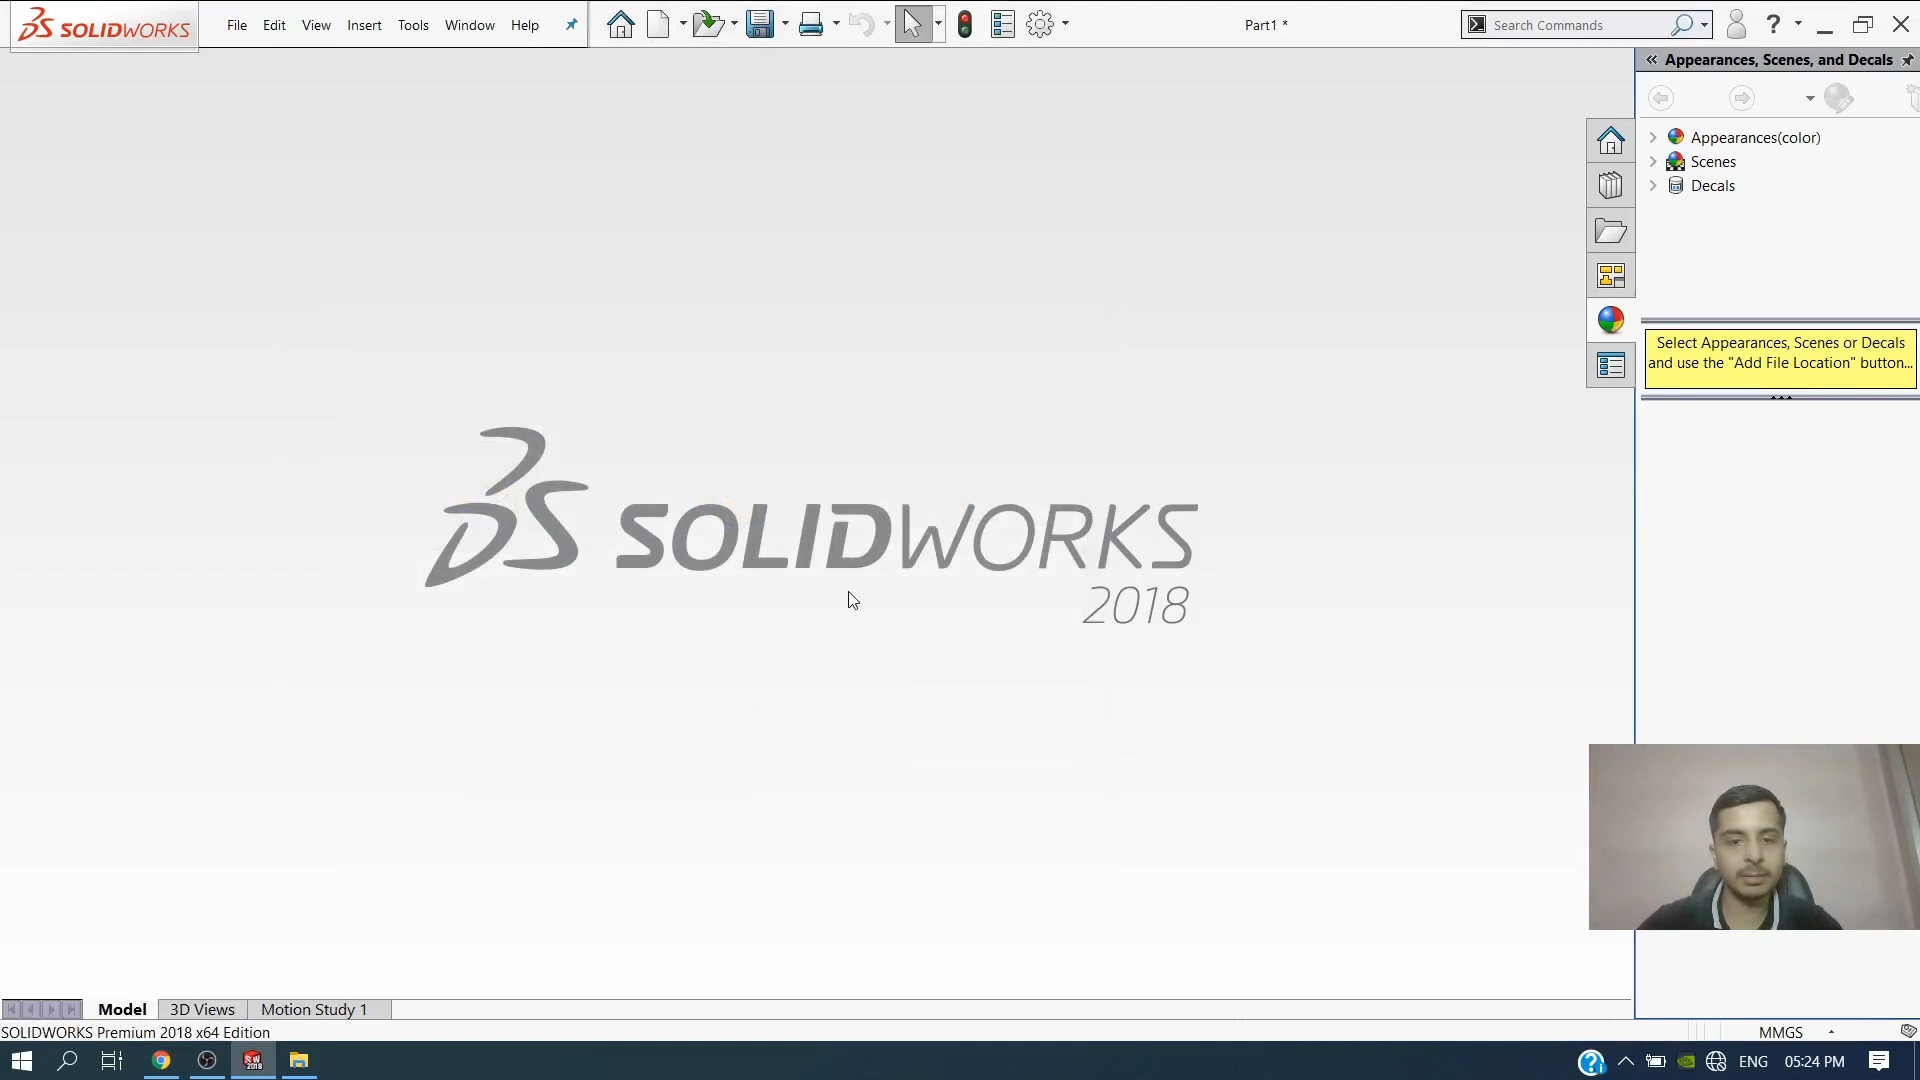 SOLIDWORKS
File Edit View Insert Tools Window Help
Part1 *
Search Commands
?
Appearances, Scenes, and Decals
Appearances(color)
Scenes
Decals
Select Appearances, Scenes or Decals
and use the "Add File Location" button...
SOLIDWORKS
2018
Model 3D Views Motion Study 1
SOLIDWORKS Premium 2018 x64 Edition
MMGS
SW
2018
?
ENG 05:24 PM